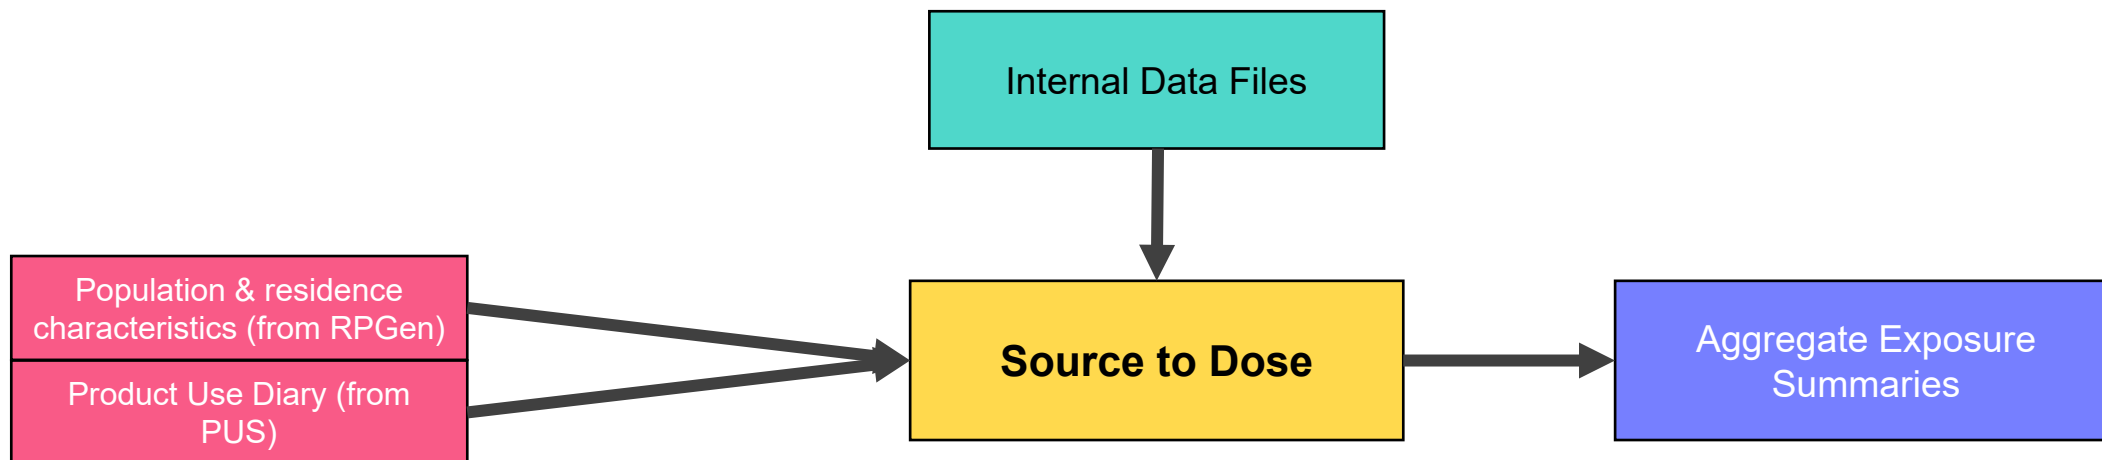 Internal Data Files
Population & residence
characteristics (from RPGen)
Product Use Diary (from
PUS)
Source to Dose
Aggregate Exposure
Summaries